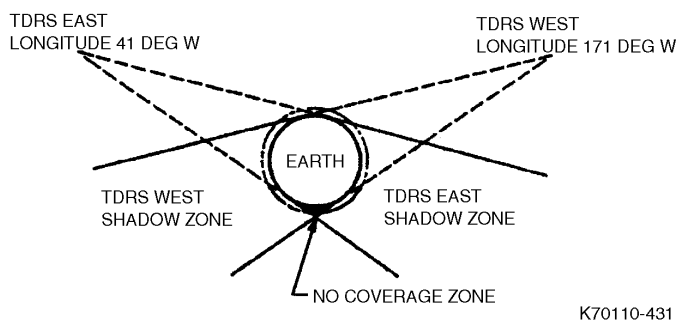 TDRS EAST
LONGITUDE 41 DEG W
TDRS WEST
LONGITUDE 171 DEG W
EARTH
TDRS WEST
SHADOW ZONE
TDRS EAST
SHADOW ZONE
NO COVERAGE ZONE
K70110-431